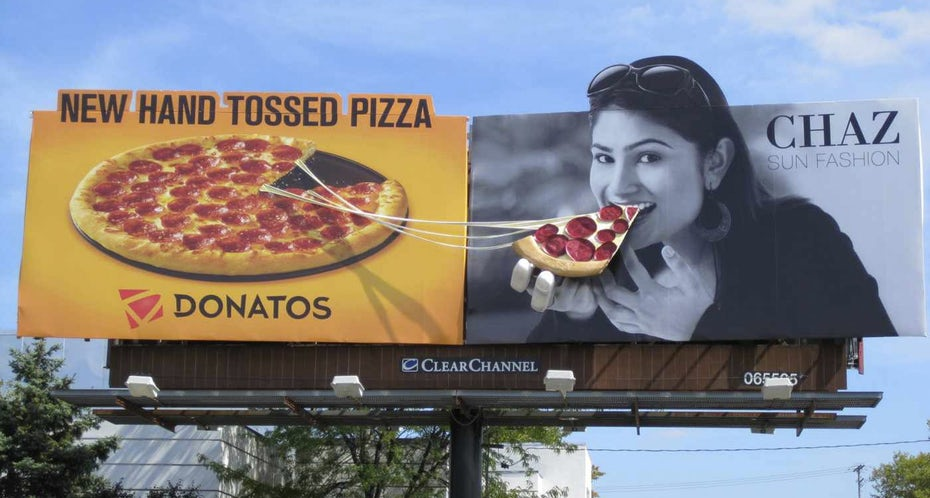 NEW HAND TOSSED PIZZA
DONATOS
CHAZ
SUN FASHION
CLEARCHANNEL